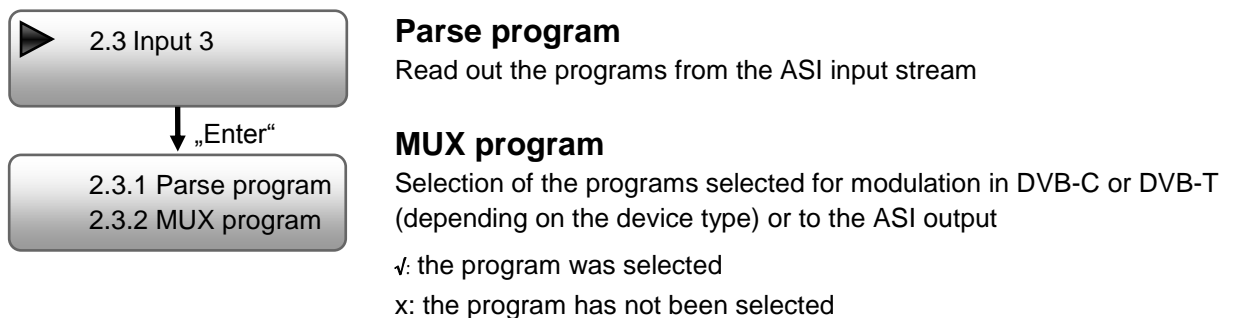 2.3 Input 3
„Enter“
2.3.1 Parse program
2.3.2 MUX program
Parse program
Read out the programs from the ASI input stream
MUX program
Selection of the programs selected for modulation in DVB-C or DVB-T
(depending on the device type) or to the ASI output
√: the program was selected
x: the program has not been selected